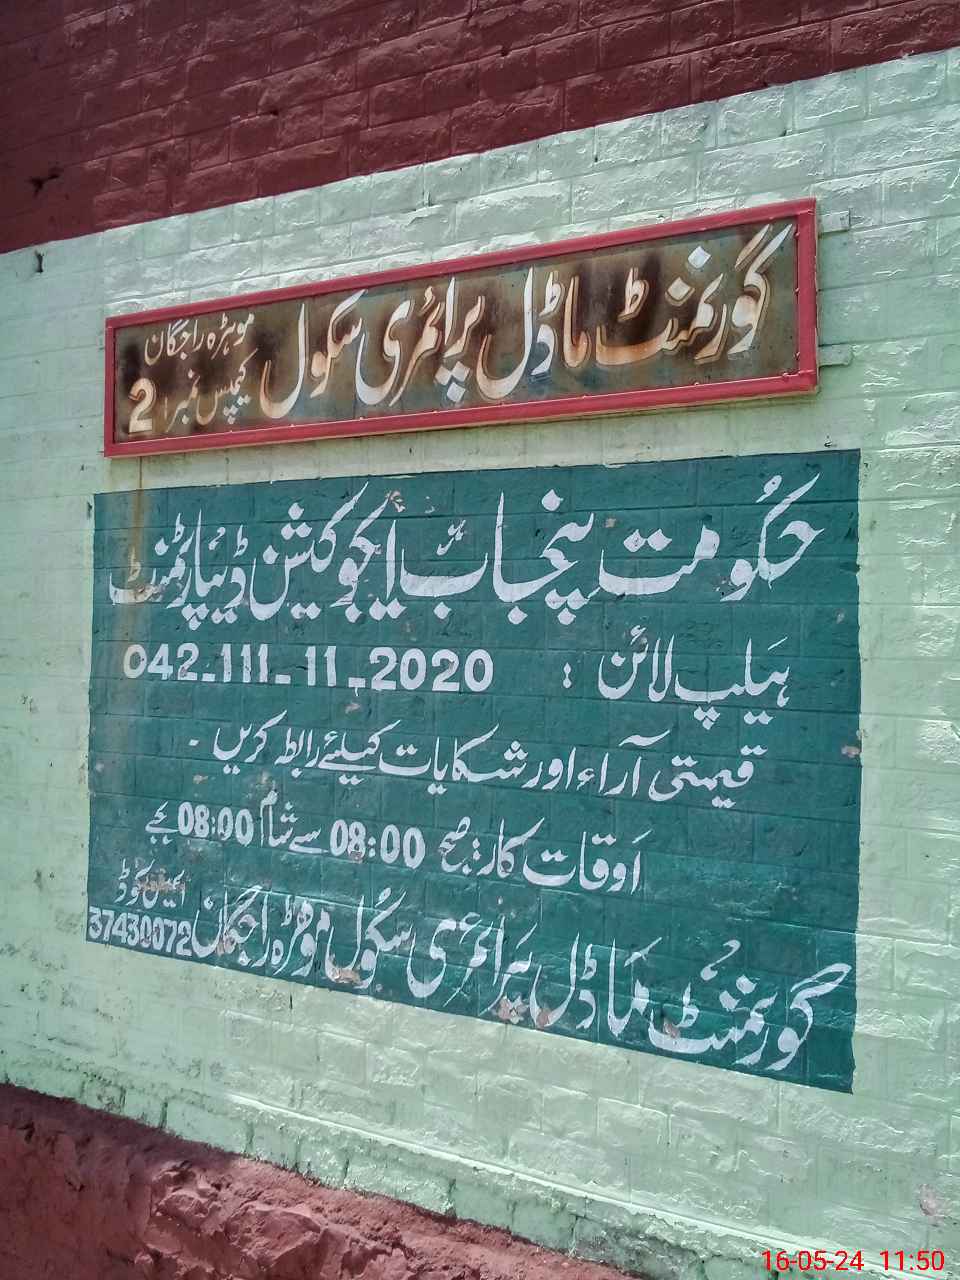 گورنمنٹ ماڈل پرائمری سکول
موہڑہ راجگان
کیمپس نمبر 2
حکومت پنجاب ایجوکیشن ڈیپارٹمنٹ
ہیلپ لائن : 042-111-11-2020
قیمتی آراء اور شکایات کیلئے رابطہ کریں -
اوقات کار: صبح 08:00 سے شام 08:00 بجے
گورنمنٹ ماڈل پرائمری سکول موہڑہ راجگان
ایمس کوڈ
37430072
16-05-24 11:50